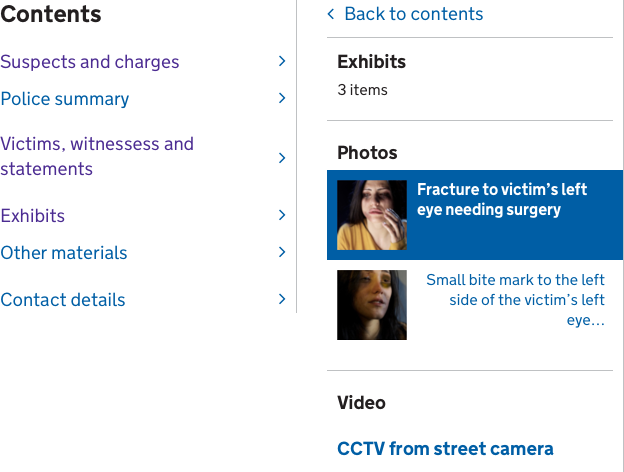 Contents
Suspects and charges
Police summary
Victims, witnessess and
statements
Exhibits
Other materials
Contact details
Back to contents
Exhibits
3 items
Photos
Fracture to victim’s left
eye needing surgery
Small bite mark to the left
side of the victim’s left
eye...
Video
CCTV from street camera